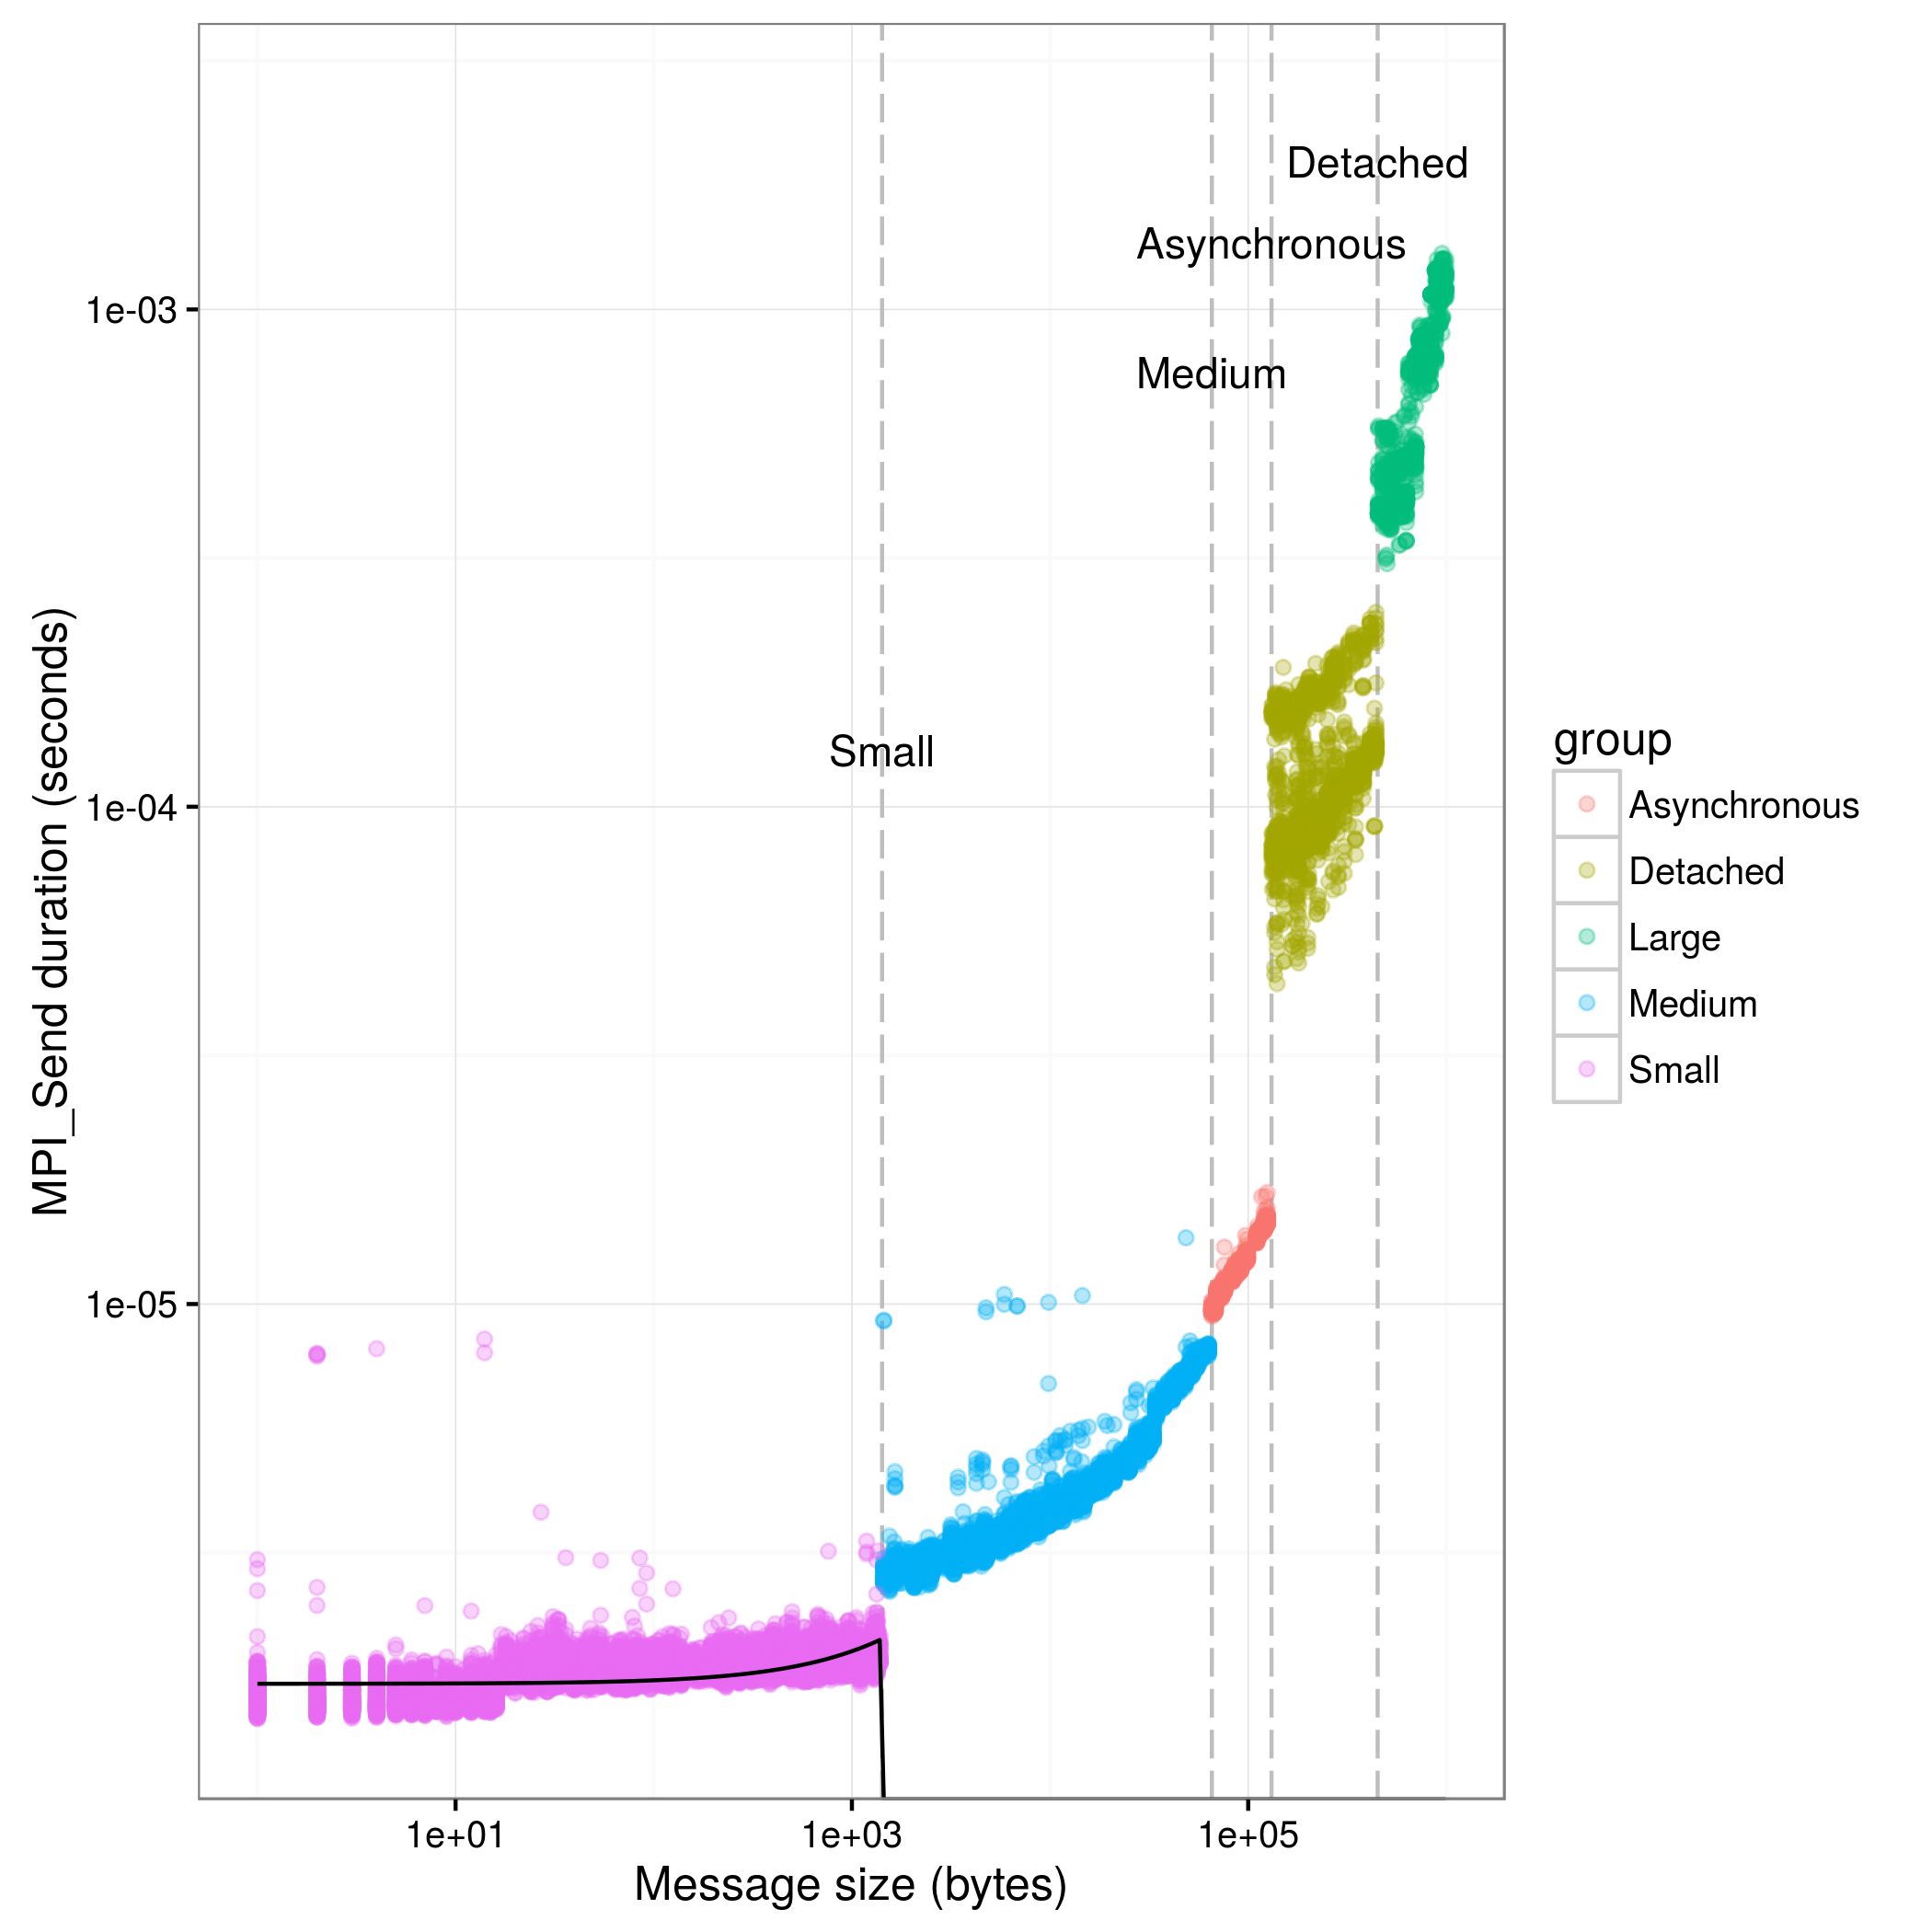 Detached
Asynchronous
1e-03
Medium
Small
1e-04
1e-05
MPI_Send duration (seconds)
1e+01
1e+03
1e+05
Message size (bytes)
group
Asynchronous
Detached
Large
Medium
Small